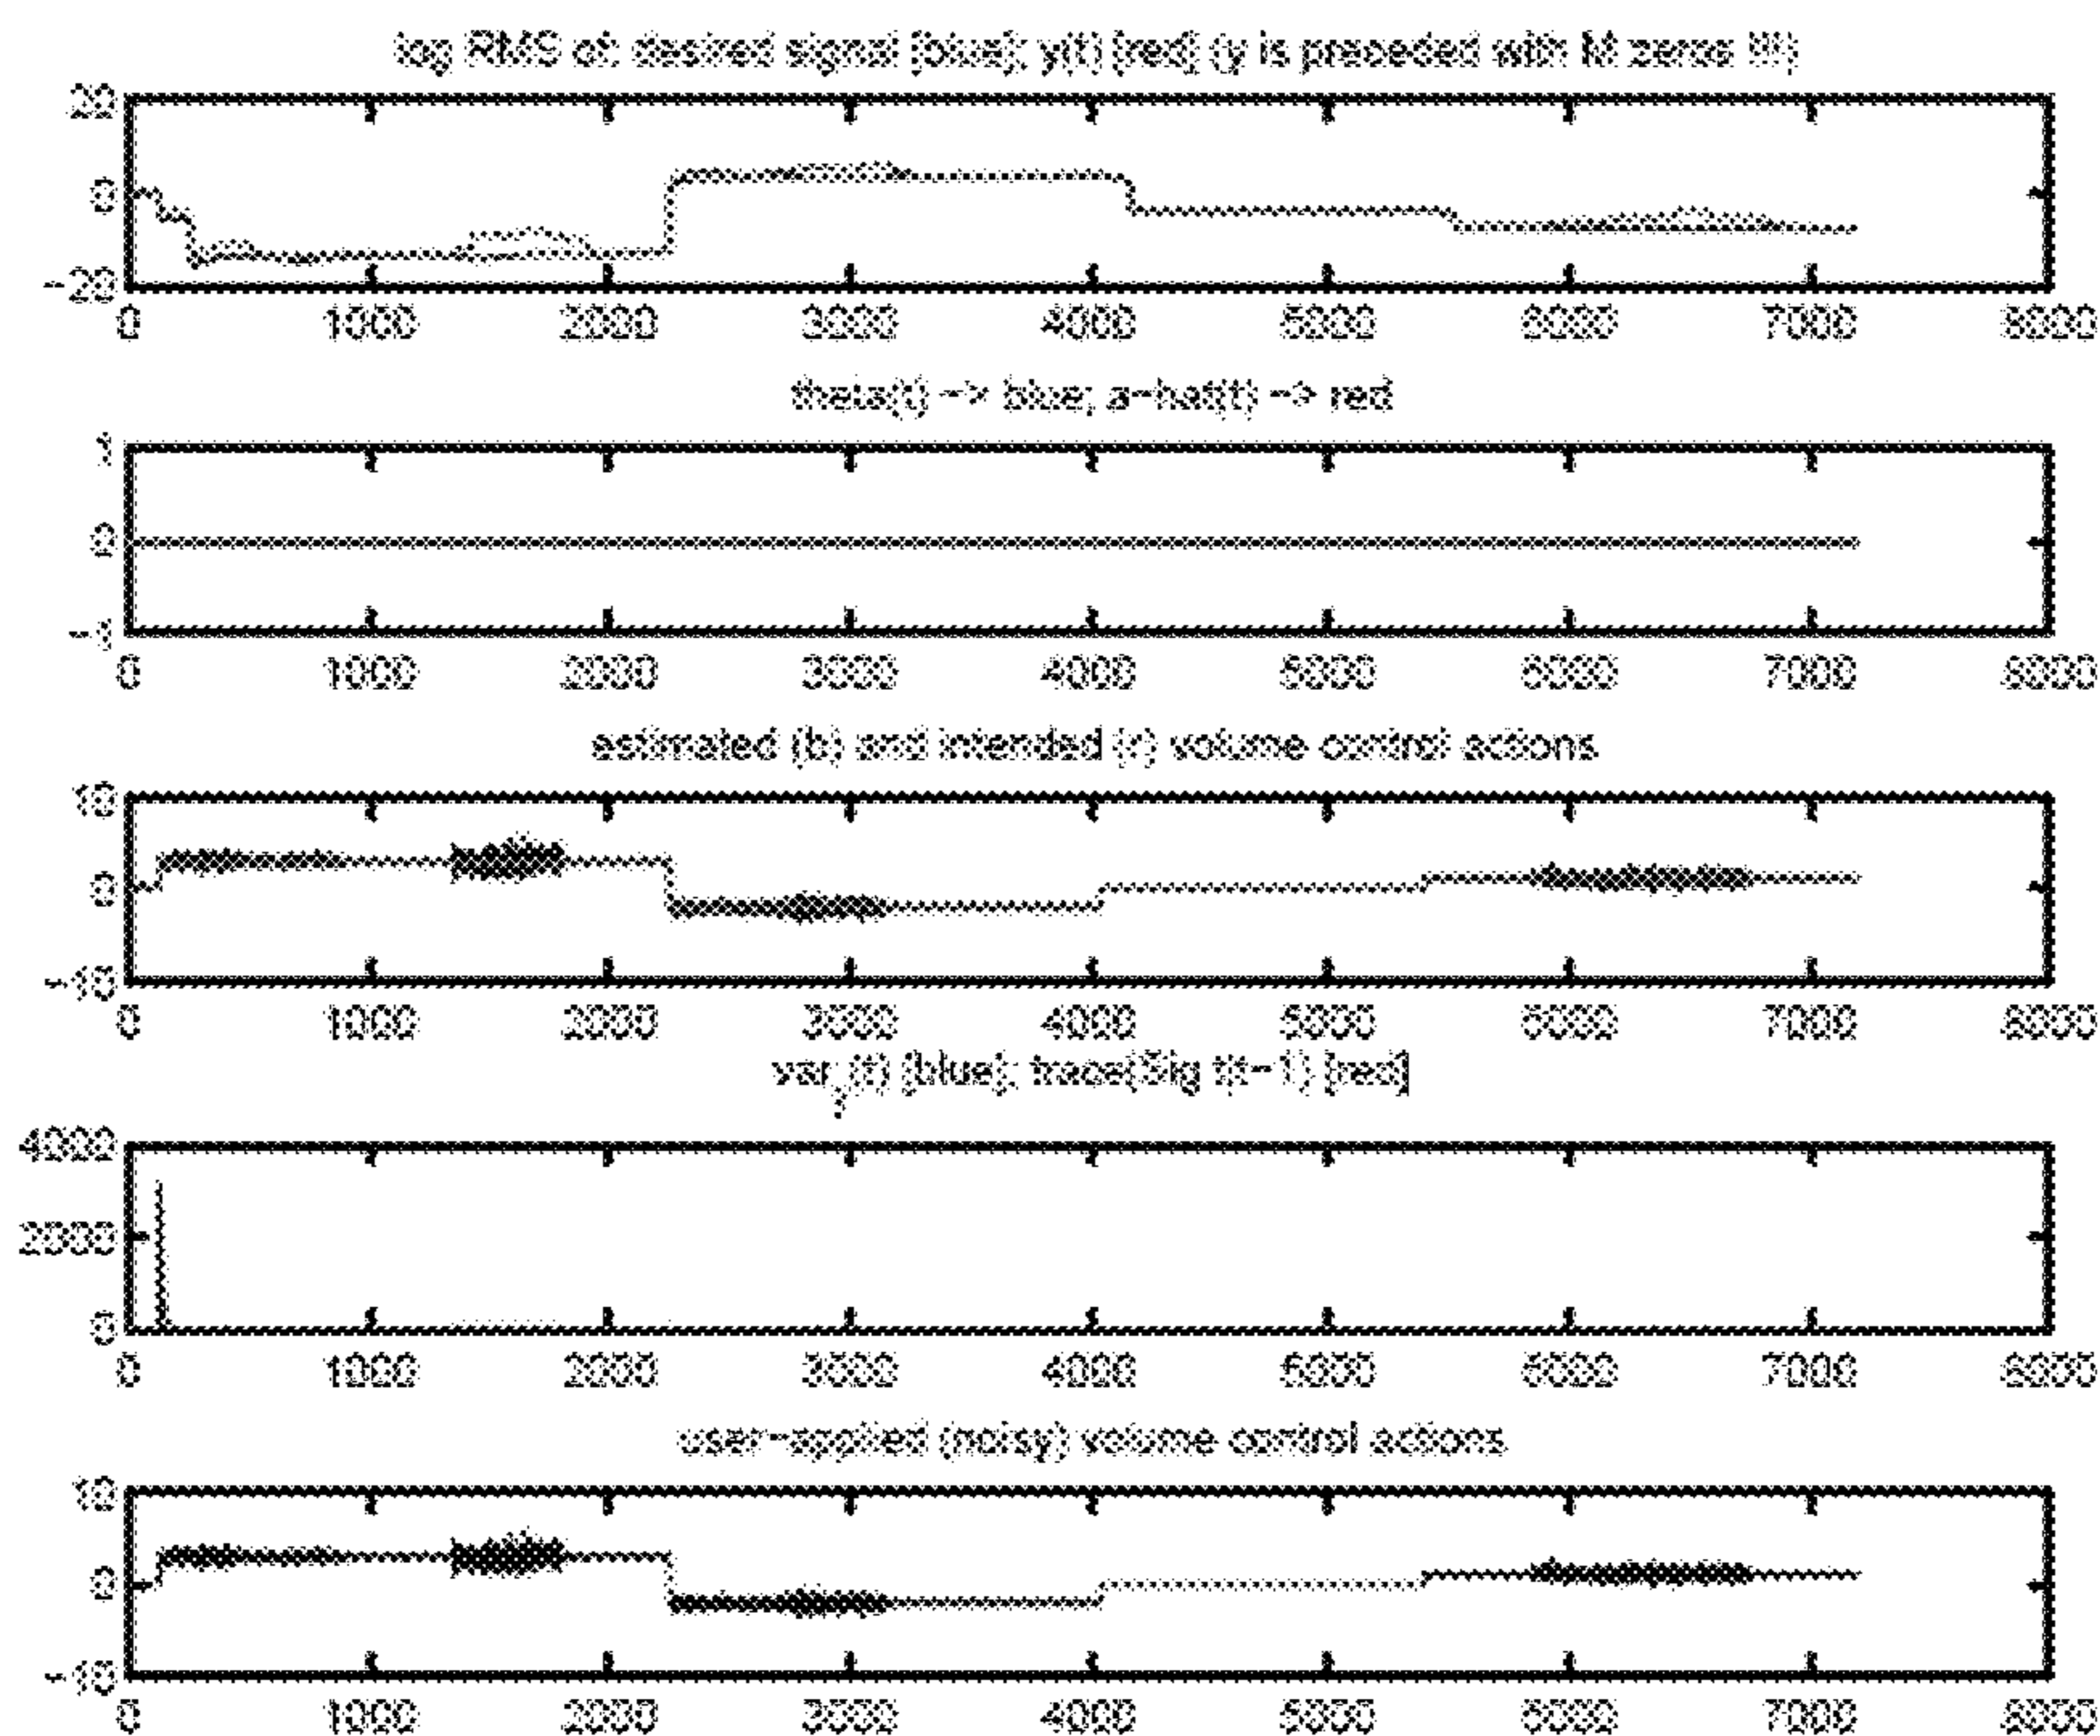 log RMS of: desired signal [blue]; y(t) [red] (y is preceded with M zeros !!!)
20
0
-20
0 1000 2000 3000 4000 5000 6000 7000 8000
theta(t) -> blue; a-hat(t) -> red
1
0
-1
0 1000 2000 3000 4000 5000 6000 7000 8000
estimated (b) and intended (r) volume control actions
10
0
-10
0 1000 2000 3000 4000 5000 6000 7000 8000
var (t) [blue]; trace(Sig t(t-1) [red]
4000
2000
0
0 1000 2000 3000 4000 5000 6000 7000 8000
user-applied (noisy) volume control actions
10
0
-10
0 1000 2000 3000 4000 5000 6000 7000 8000